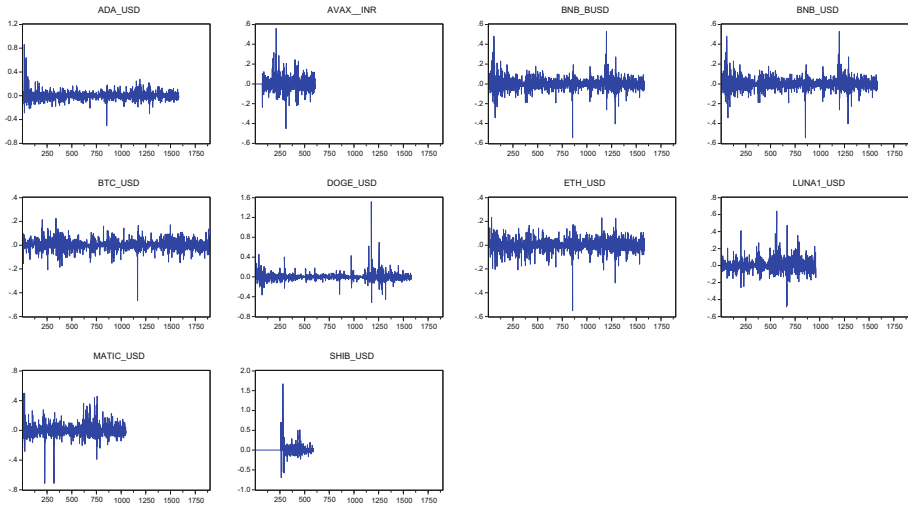 ADA_USD AVAX__INR BNB_BUSD BNB_USD
1.2 .6 .6 .6
0.8 .4 .4 .4
.2 .2 .2
0.4 .0 .0 .0
0.0 -.2 -.2 -.2
-0.4 -.4 -.4 -.4
-0.8 -.6 -.6 -.6
250 500 750 1000 1250 1500 1750 250 500 750 1000 1250 1500 1750 250 500 750 1000 1250 1500 1750 250 500 750 1000 1250 1500 1750
BTC_USD DOGE_USD ETH_USD LUNA1_USD
.4 1.6 .4 .8
.2 1.2 .2 .6
.0 0.8 .0 .4
.2
-.2 0.4 -.2 .0
-.4 0.0 -.4 -.2
-0.4 -.4
-.6 -0.8 -.6 -.6
250 500 750 1000 1250 1500 1750 250 500 750 1000 1250 1500 1750 250 500 750 1000 1250 1500 1750 250 500 750 1000 1250 1500 1750
MATIC_USD SHIB_USD
.8 2.0
.4 1.5
1.0
.0 0.5
0.0
-.4 -0.5
-.8 -1.0
250 500 750 1000 1250 1500 1750 250 500 750 1000 1250 1500 1750